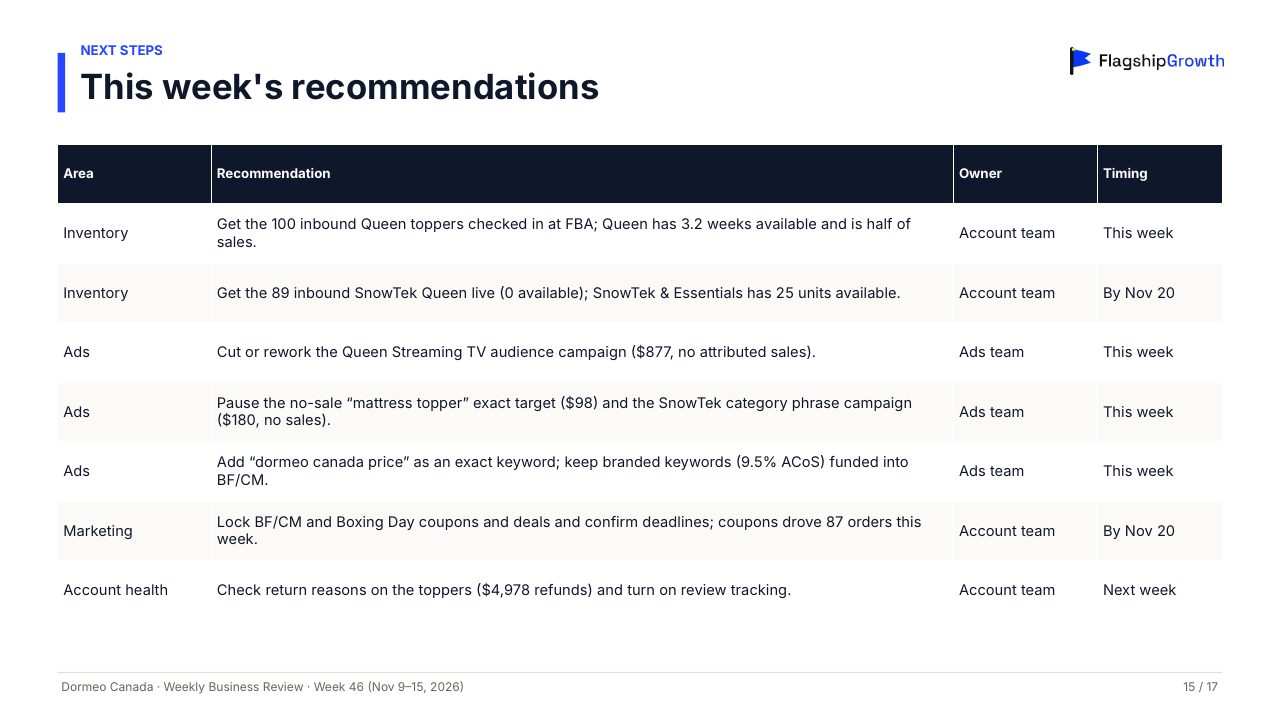 NEXT STEPS
This week's recommendations
FlagshipGrowth
Area Recommendation Owner Timing
Inventory Get the 100 inbound Queen toppers checked in at FBA; Queen has 3.2 weeks available and is half of
sales. Account team This week
Inventory Get the 89 inbound SnowTek Queen live (0 available); SnowTek & Essentials has 25 units available. Account team By Nov 20
Ads Cut or rework the Queen Streaming TV audience campaign ($877, no attributed sales). Ads team This week
Ads Pause the no-sale “mattress topper” exact target ($98) and the SnowTek category phrase campaign
($180, no sales). Ads team This week
Ads Add “dormeo canada price” as an exact keyword; keep branded keywords (9.5% ACoS) funded into
BF/CM. Ads team This week
Marketing Lock BF/CM and Boxing Day coupons and deals and confirm deadlines; coupons drove 87 orders this
week. Account team By Nov 20
Account health Check return reasons on the toppers ($4,978 refunds) and turn on review tracking. Account team Next week
Dormeo Canada · Weekly Business Review · Week 46 (Nov 9–15, 2026) 15 / 17